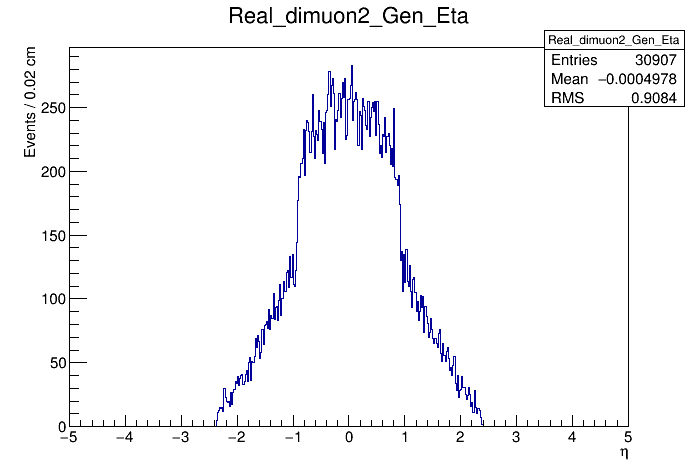 Real_dimuon2_Gen_Eta
Real_dimuon2_Gen_Eta
Entries 30907
Mean −0.0004978
RMS 0.9084
Events / 0.02 cm
250
200
150
100
50
0
−5 −4 −3 −2 −1 0 1 2 3 4 5
η